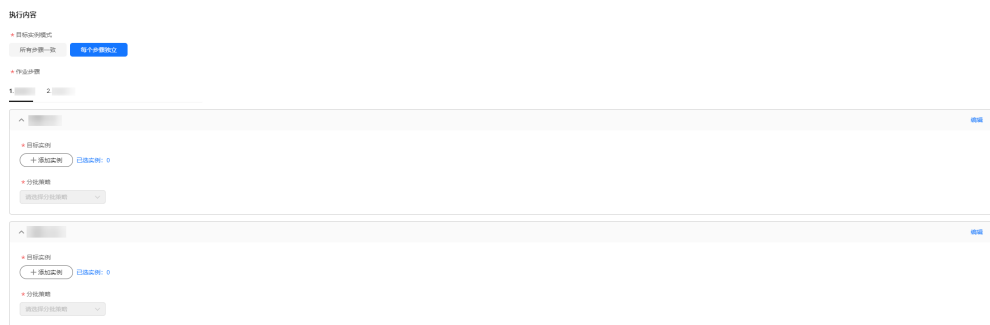 执行内容
* 目标实例模式
所有步骤一致 每个步骤独立
* 作业步骤
1. 2.
编辑
* 目标实例
+ 添加实例 已选实例: 0
* 分批策略
请选择分批策略
编辑
* 目标实例
+ 添加实例 已选实例: 0
* 分批策略
请选择分批策略